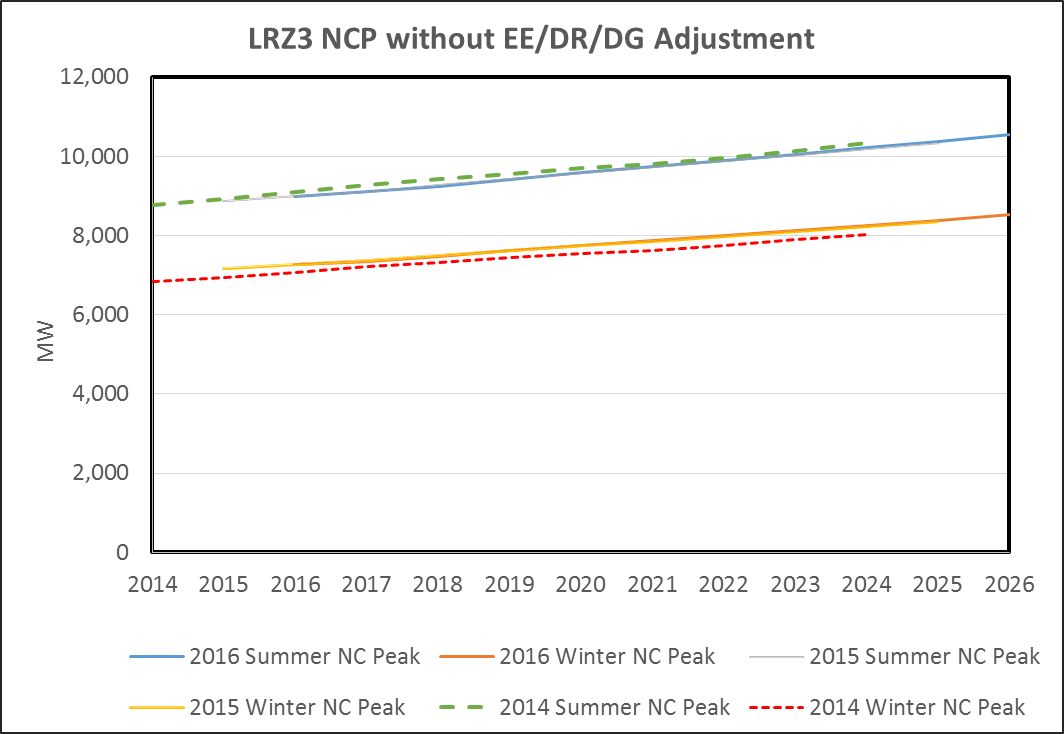 LRZ3 NCP without EE/DR/DG Adjustment
12,000
10,000
8,000
6,000
4,000
2,000
0
MW
2014 2015 2016 2017 2018 2019 2020 2021 2022 2023 2024 2025 2026
2016 Summer NC Peak 2016 Winter NC Peak 2015 Summer NC Peak
2015 Winter NC Peak 2014 Summer NC Peak 2014 Winter NC Peak